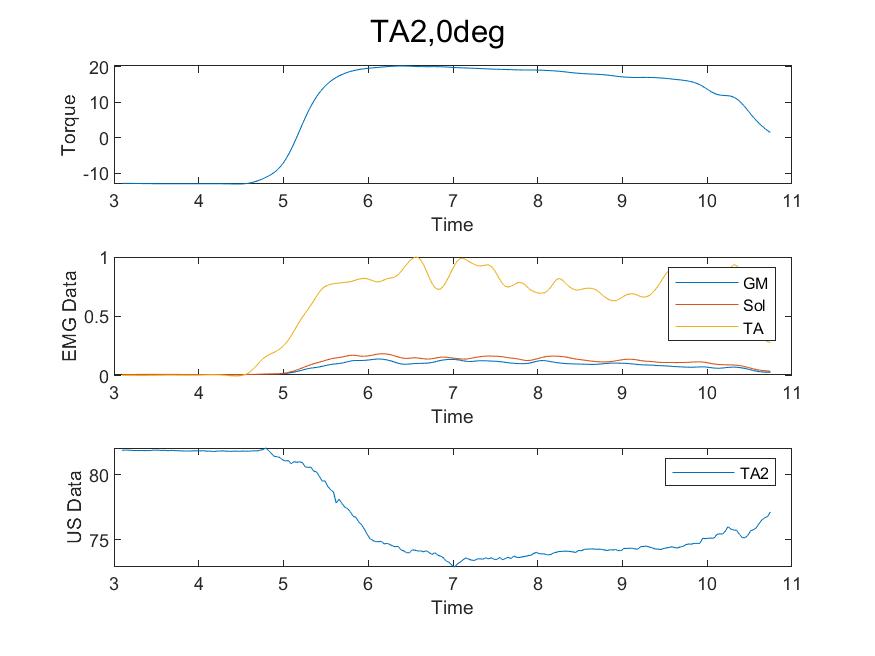 TA2,0deg
20
10
0
-10
Torque
3 4 5 6 7 8 9 10 11
Time
1
0.5
0
EMG Data
GM
Sol
TA
3 4 5 6 7 8 9 10 11
Time
80
75
US Data
TA2
3 4 5 6 7 8 9 10 11
Time